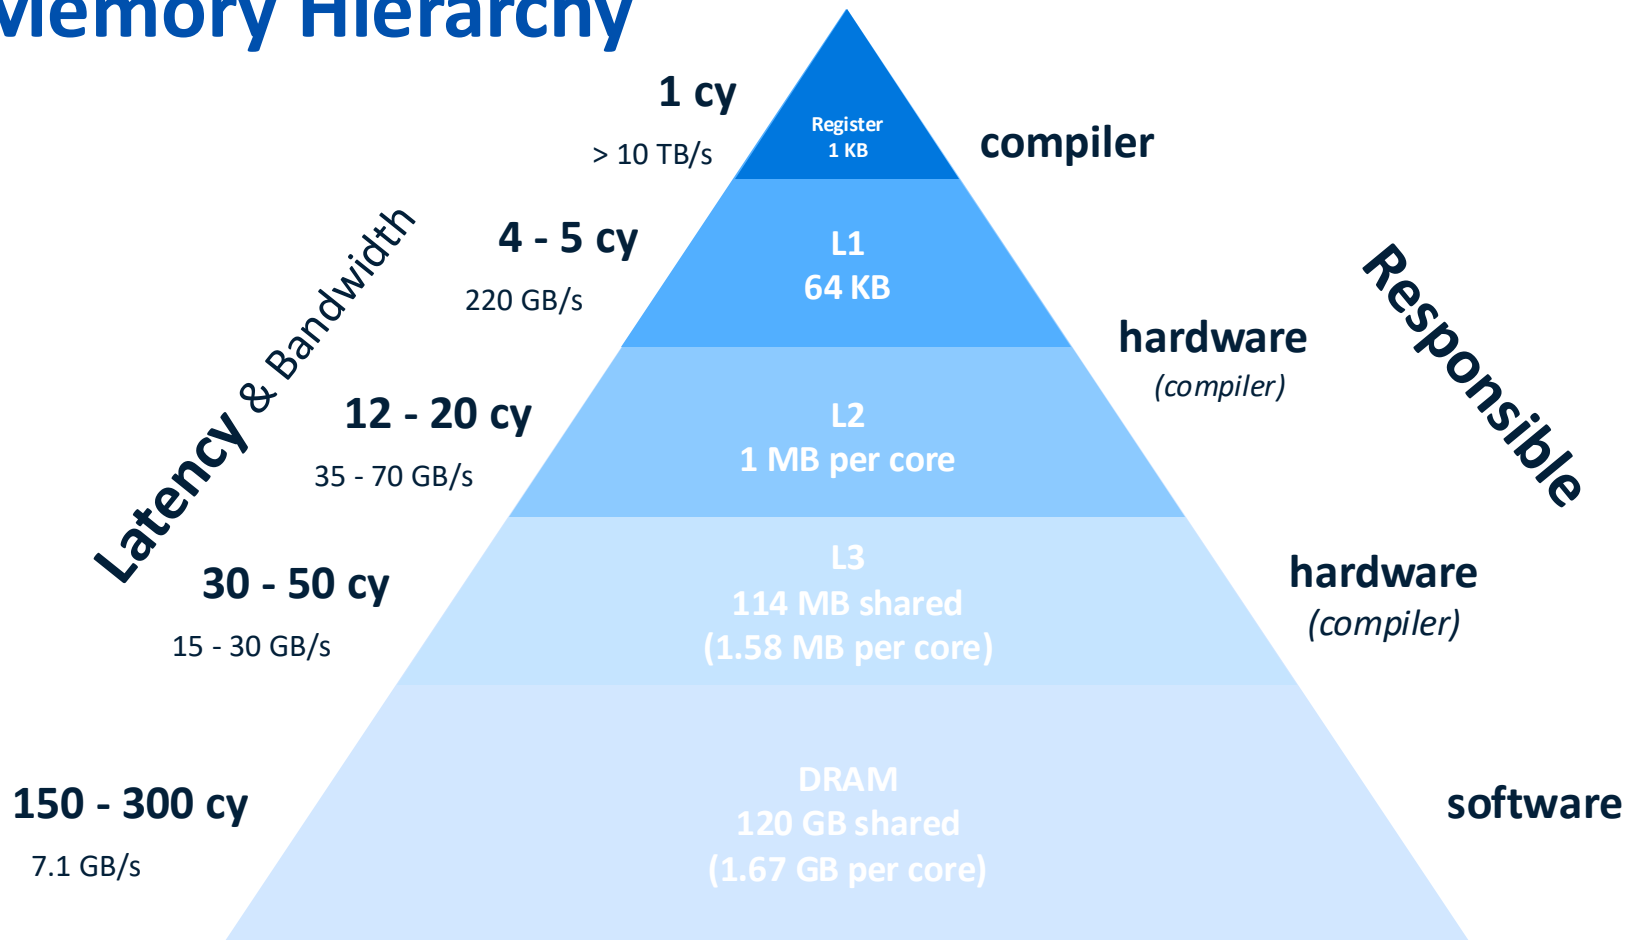 Memory Hierarchy
1 cy
> 10 TB/s
Register
1 KB
compiler
4 - 5 cy
220 GB/s
L1
64 KB
hardware
(compiler)
12 - 20 cy
35 - 70 GB/s
L2
1 MB per core
Latency & Bandwidth
Responsible
30 - 50 cy
15 - 30 GB/s
L3
114 MB shared
(1.58 MB per core)
hardware
(compiler)
150 - 300 cy
7.1 GB/s
DRAM
120 GB shared
(1.67 GB per core)
software